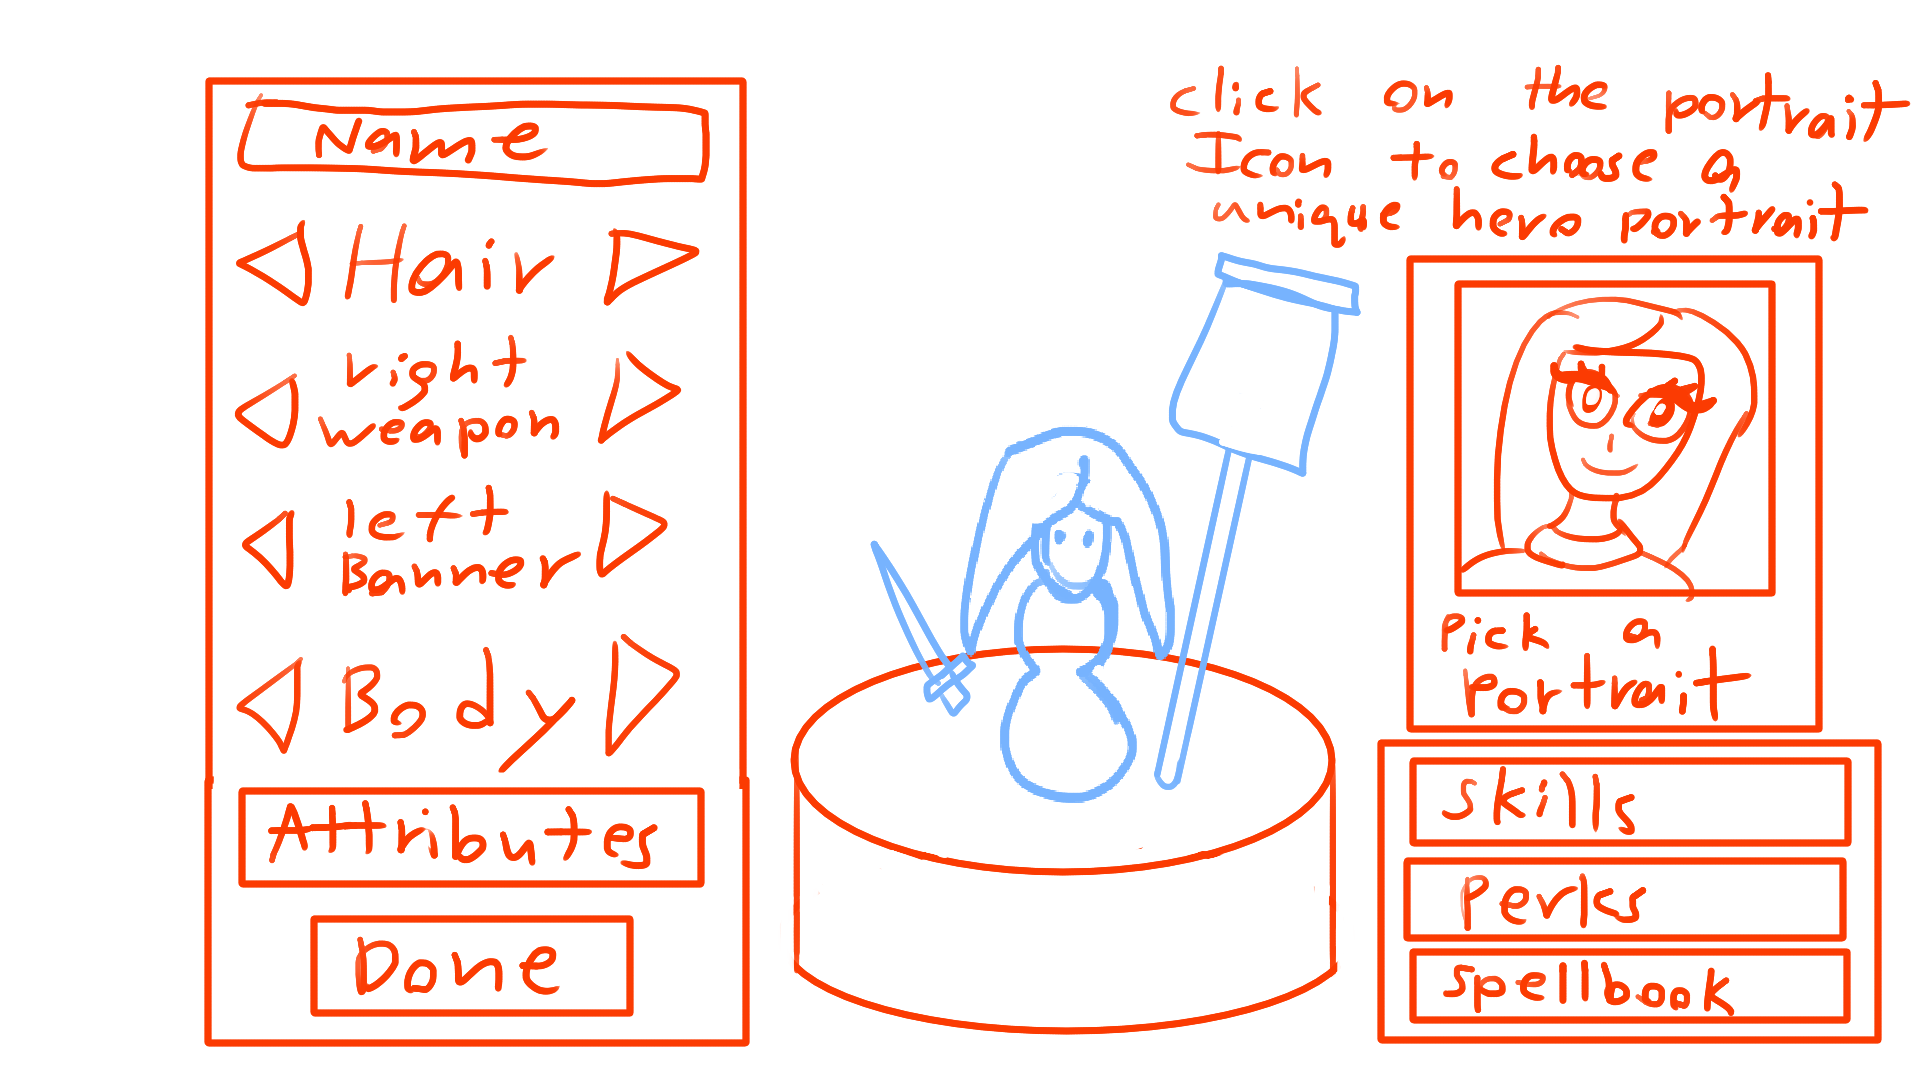 Name
Hair
right
weapon
left
Banner
Body
Attributes
Done
click on the portrait
Icon to choose a
unique hero portrait
Pick a
portrait
skills
perks
spellbook